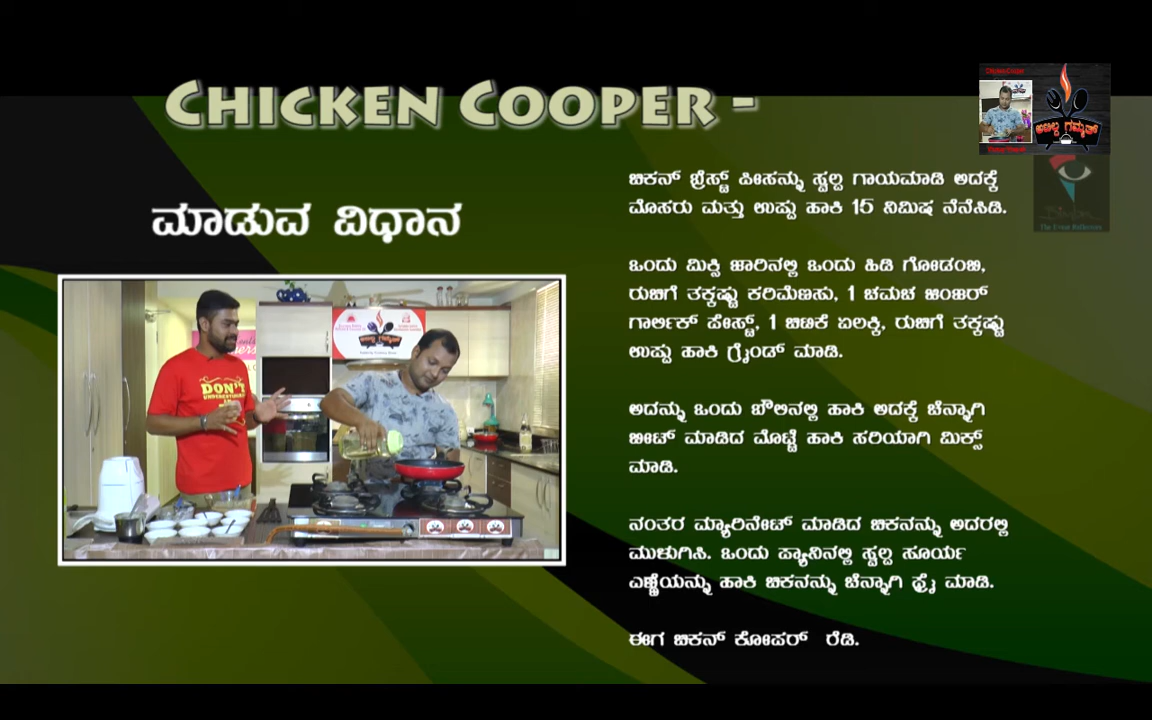 CHICKEN COOPER -
ಮಾಡುವ ವಿಧಾನ
ಚಿಕನ್ ಬ್ರೆಸ್ಟ್ ಪೀಸನ್ನು ಸ್ವಲ್ಪ ಗಾಯಮಾಡಿ ಅದಕ್ಕೆ
ಮೊಸರು ಮತ್ತು ಉಪ್ಪು ಹಾಕಿ 15 ನಿಮಿಷ ನೆನೆಸಿಡಿ.
ಒಂದು ಮಿಕ್ಸಿ ಜಾರಿನಲ್ಲಿ ಒಂದು ಹಿಡಿ ಗೋಡಂಬಿ,
ರುಚಿಗೆ ತಕ್ಕಷ್ಟು ಕರಿಮೆಣಸು, 1 ಚಮಚ ಜಿಂಜರ್
ಗಾರ್ಲಿಕ್ ಪೇಸ್ಟ್, 1 ಚಿಟಿಕೆ ಏಲಕ್ಕಿ, ರುಚಿಗೆ ತಕ್ಕಷ್ಟು
ಉಪ್ಪು ಹಾಕಿ ಗ್ರೈಂಡ್ ಮಾಡಿ.
ಅದನ್ನು ಒಂದು ಬೌಲಿನಲ್ಲಿ ಹಾಕಿ ಅದಕ್ಕೆ ಚೆನ್ನಾಗಿ
ಬೀಟ್ ಮಾಡಿದ ಮೊಟ್ಟೆ ಹಾಕಿ ಸರಿಯಾಗಿ ಮಿಕ್ಸ್
ಮಾಡಿ.
ನಂತರ ಮ್ಯಾರಿನೇಟ್ ಮಾಡಿದ ಚಿಕನನ್ನು ಅದರಲ್ಲಿ
ಮುಳುಗಿಸಿ. ಒಂದು ಪ್ಯಾನಿನಲ್ಲಿ ಸ್ವಲ್ಪ ಸೂರ್ಯ
ಎಣ್ಣೆಯನ್ನು ಹಾಕಿ ಚಿಕನನ್ನು ಚೆನ್ನಾಗಿ ಫ್ರೈ ಮಾಡಿ.
ಈಗ ಚಿಕನ್ ಕೋಪರ್ ರೆಡಿ.
DON'T